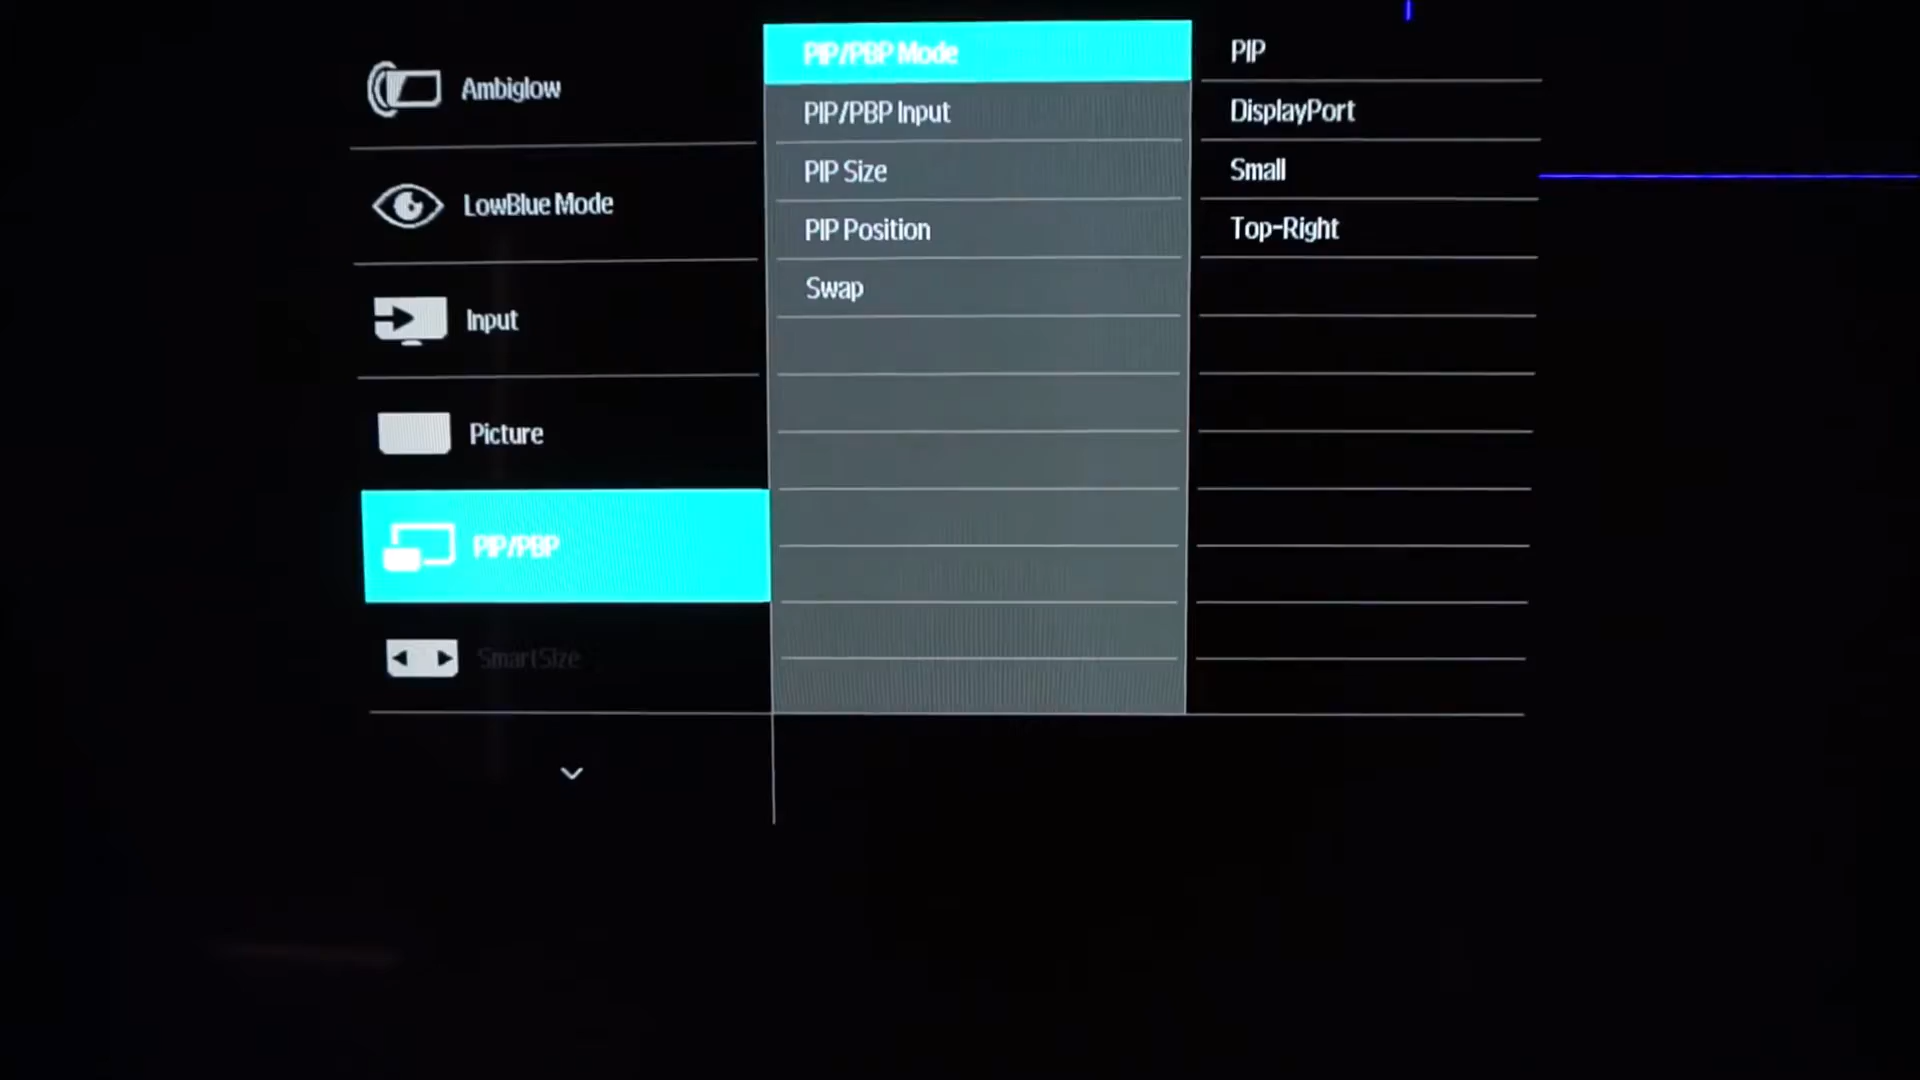 Ambiglow
LowBlue Mode
Input
Picture
PIP/PBP
SmartSize
PIP/PBP Mode
PIP/PBP Input
PIP Size
PIP Position
Swap
PIP
DisplayPort
Small
Top-Right